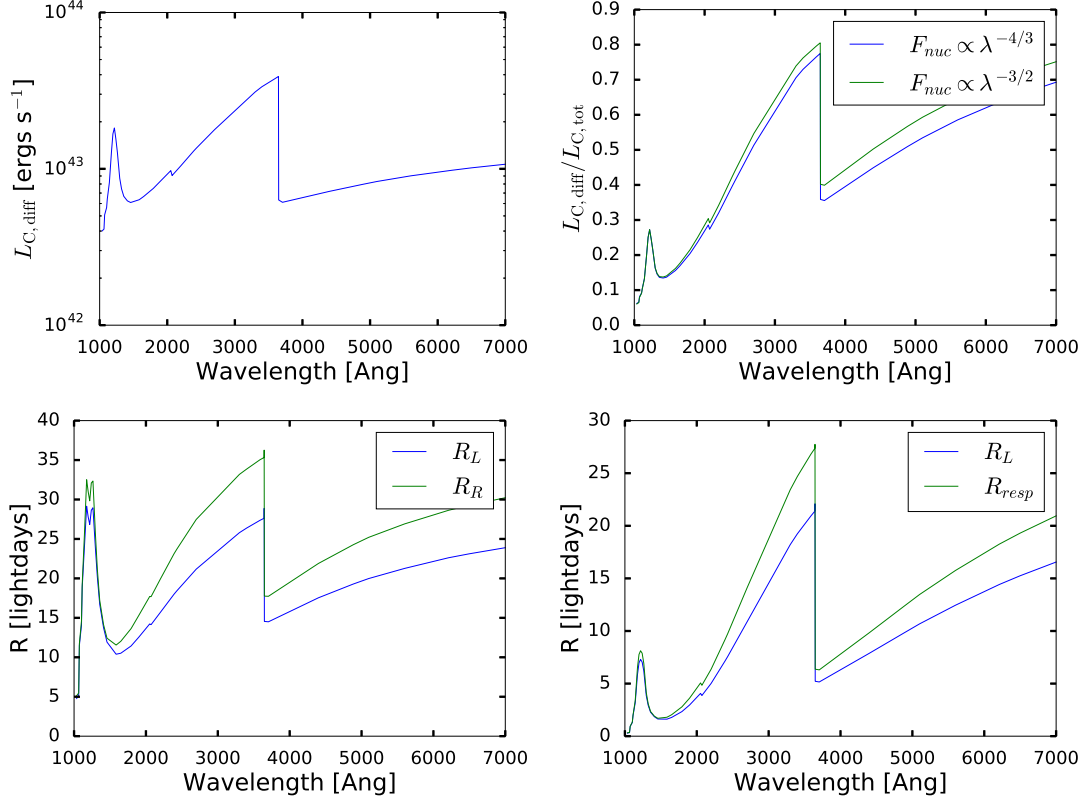 10^44
10^43
10^42
L_C, diff [ergs s^−1]
1000 2000 3000 4000 5000 6000 7000
Wavelength [Ang]
0.9
0.8
0.7
0.6
0.5
0.4
0.3
0.2
0.1
0.0
L_C,diff/L_C,tot
F_nuc ∝ λ^−4/3
F_nuc ∝ λ^−3/2
1000 2000 3000 4000 5000 6000 7000
Wavelength [Ang]
40
35
30
25
20
15
10
5
0
R [lightdays]
R_L
R_R
1000 2000 3000 4000 5000 6000 7000
Wavelength [Ang]
30
25
20
15
10
5
0
R [lightdays]
R_L
R_resp
1000 2000 3000 4000 5000 6000 7000
Wavelength [Ang]